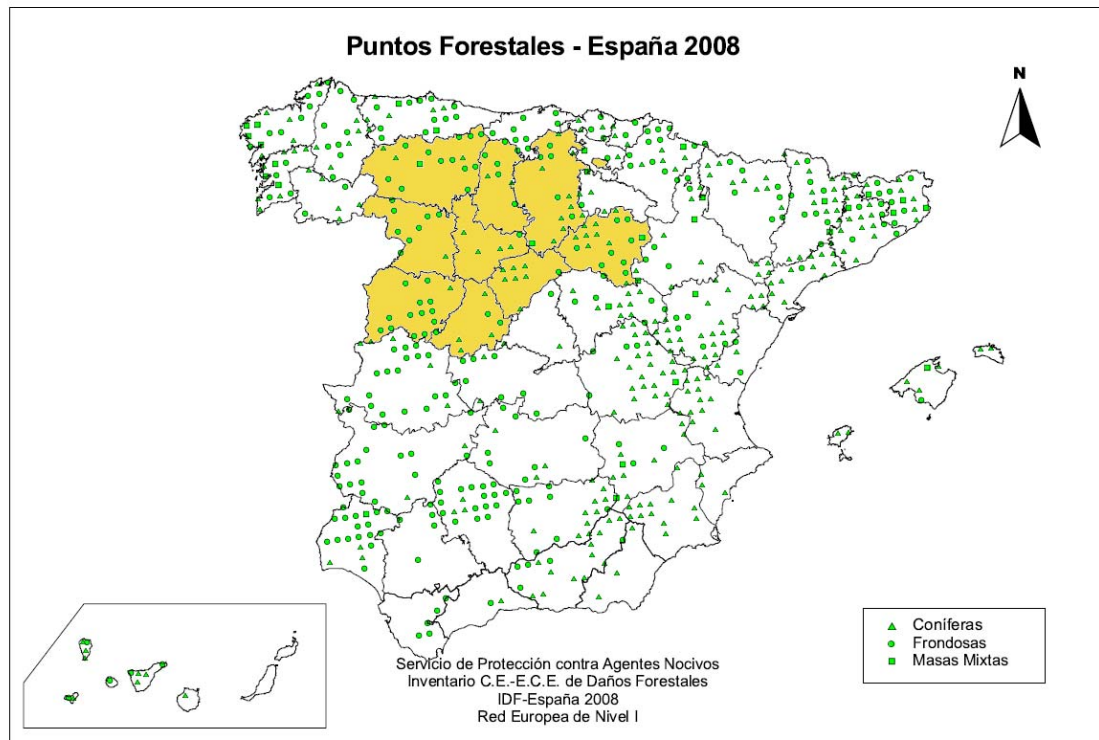 Puntos Forestales - España 2008
N
Coníferas
Frondosas
Masas Mixtas
Servicio de Protección contra Agentes Nocivos
Inventario C.E.-E.C.E. de Daños Forestales
IDF-España 2008
Red Europea de Nivel I